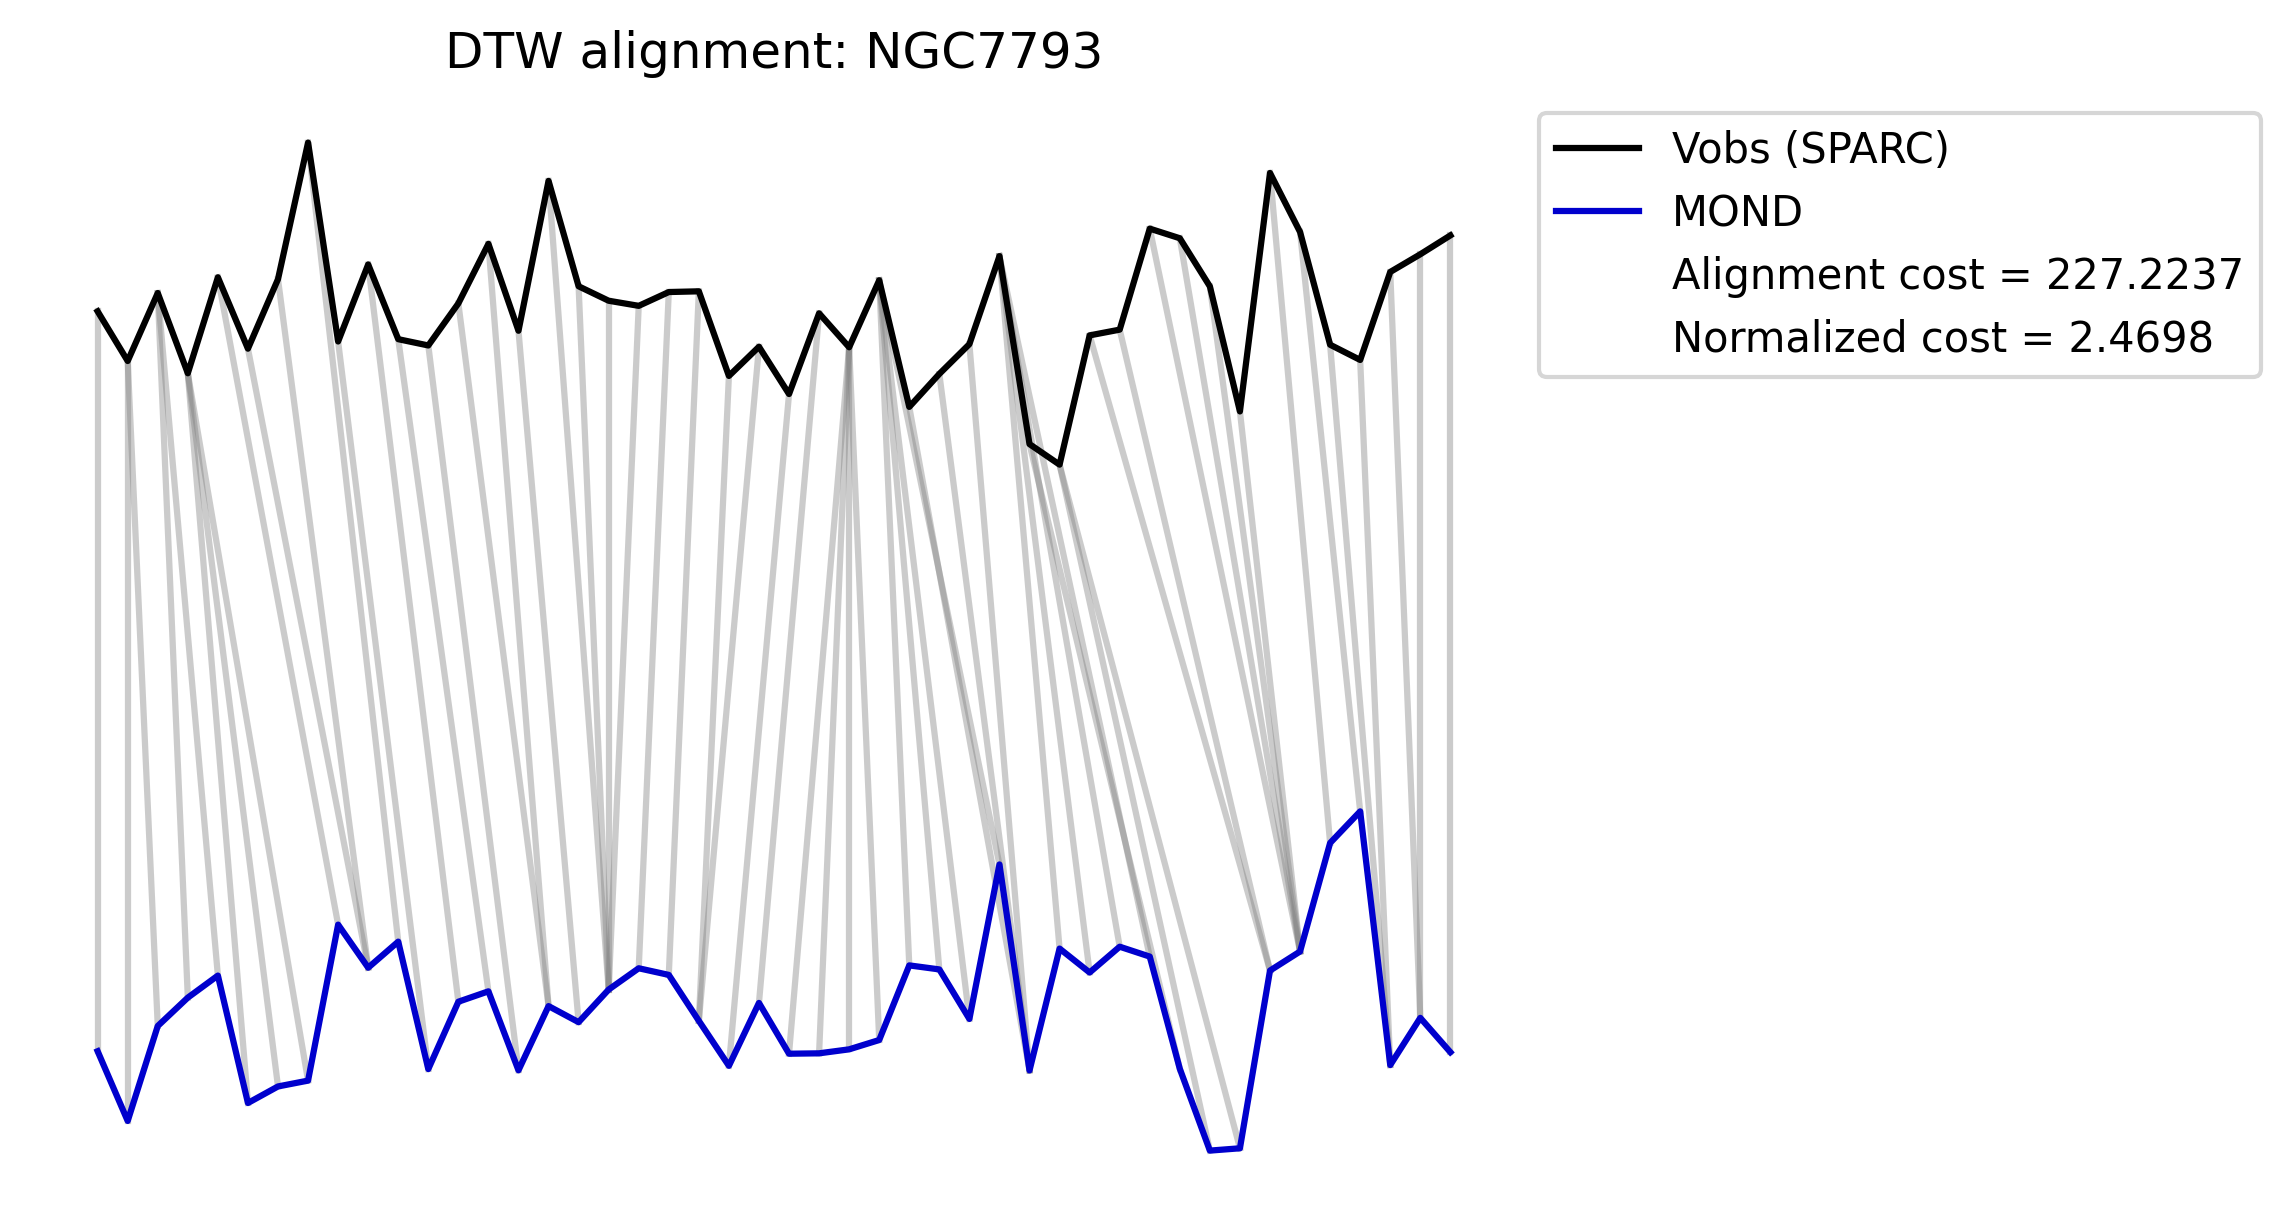 DTW alignment: NGC7793
Vobs (SPARC)
MOND
Alignment cost = 227.2237
Normalized cost = 2.4698